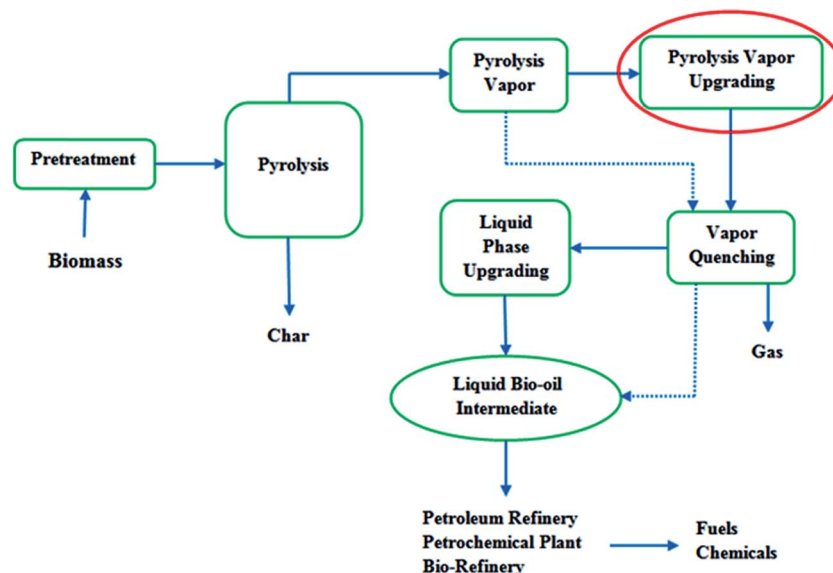 Pyrolysis
Vapor
Pyrolysis Vapor
Upgrading
Pretreatment
Pyrolysis
Biomass
Liquid
Phase
Upgrading
Vapor
Quenching
Char
Gas
Liquid Bio-oil
Intermediate
Petroleum Refinery
Petrochemical Plant
Bio-Refinery
Fuels
Chemicals